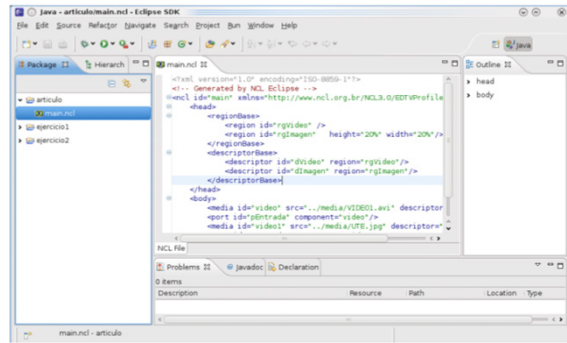 Java - articulo/main.ncl - Eclipse SDK
File Edit Source Refactor Navigate Search Project Run Window Help
Java
Package Hierarch
main.ncl
Outline
articulo
main.ncl
ejercicio1
ejercicio2
<?xml version="1.0" encoding="ISO-8859-1"?>
<!-- Generated by NCL Eclipse -->
<ncl id="main" xmlns="http://www.ncl.org.br/NCL3.0/EDTVProfile
<head>
<regionBase>
<region id="rgVideo" />
<region id="rgImagen" height="20%" width="20%"/>
</regionBase>
<descriptorBase>
<descriptor id="dVideo" region="rgVideo"/>
<descriptor id="dImagen" region="rgImagen"/>
</descriptorBase>
</head>
<body>
<media id="video" src="../media/VIDEO1.avi" descriptor
<port id="pEntrada" component="video"/>
<media id="video1" src="../media/UTE.jpg" descriptor="
head
body
NCL File
Problems Javadoc Declaration
0 items
Description Resource Path Location Type
main.ncl - articulo